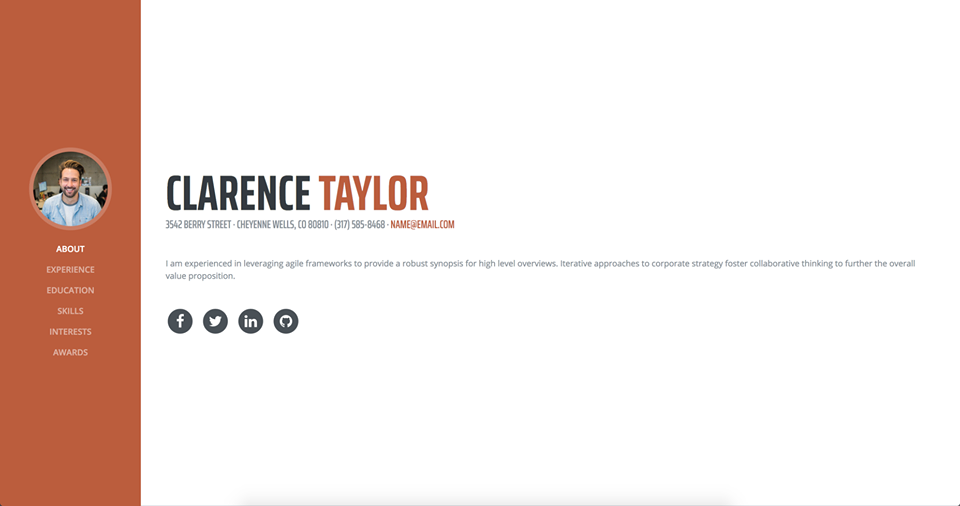 ABOUT
EXPERIENCE
EDUCATION
SKILLS
INTERESTS
AWARDS
CLARENCE TAYLOR
3542 BERRY STREET · CHEYENNE WELLS, CO 80810 · (317) 585-8468 · NAME@EMAIL.COM
I am experienced in leveraging agile frameworks to provide a robust synopsis for high level overviews. Iterative approaches to corporate strategy foster collaborative thinking to further the overall
value proposition.